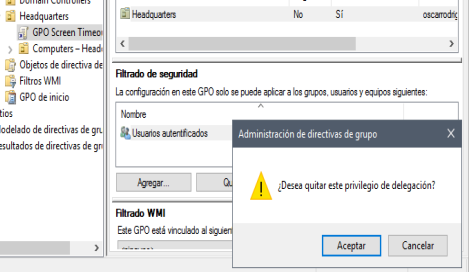 Domain Controllers
Headquarters
GPO Screen Timeou
Computers – Head
Objetos de directiva de
Filtros WMI
GPO de inicio
tios
odelado de directivas de gru
esultados de directivas de gru
Headquarters No Sí oscarrodrig
Filtrado de seguridad
La configuración en este GPO solo se puede aplicar a los grupos, usuarios y equipos siguientes:
Nombre
Usuarios autentificados
Agregar... Qu
Filtrado WMI
Este GPO está vinculado al siguien
Administración de directivas de grupo
¿Desea quitar este privilegio de delegación?
Aceptar Cancelar